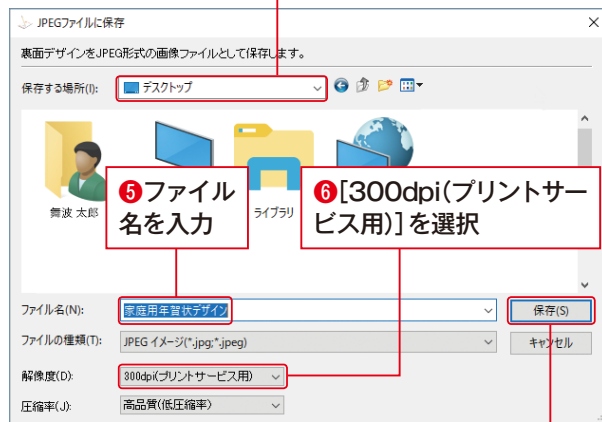 JPEGファイルに保存
裏面デザインをJPEG形式の画像ファイルとして保存します。
保存する場所(I):
デスクトップ
舞波 太郎
ライブラリ
❺ファイル
名を入力
❻[300dpi(プリントサー
ビス用)]を選択
ファイル名(N):
家庭用年賀状デザイン
保存(S)
ファイルの種類(T):
JPEG イメージ(*.jpg;*.jpeg)
キャンセル
解像度(D):
300dpi(プリントサービス用)
圧縮率(J):
高品質(低圧縮率)